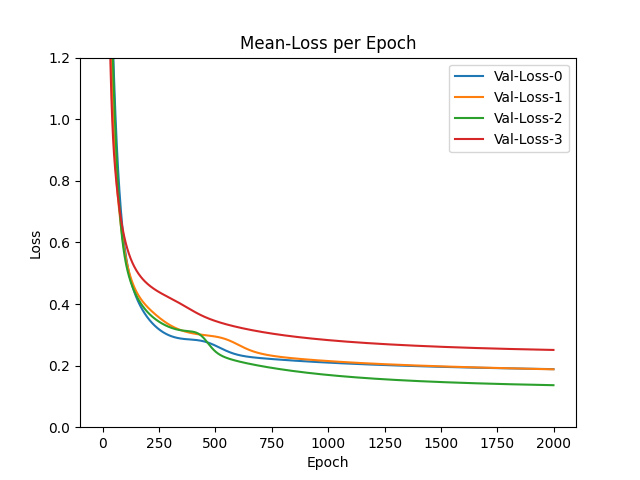 Mean-Loss per Epoch
Val-Loss-0
Val-Loss-1
Val-Loss-2
Val-Loss-3
Loss
1.2
1.0
0.8
0.6
0.4
0.2
0.0
0 250 500 750 1000 1250 1500 1750 2000
Epoch